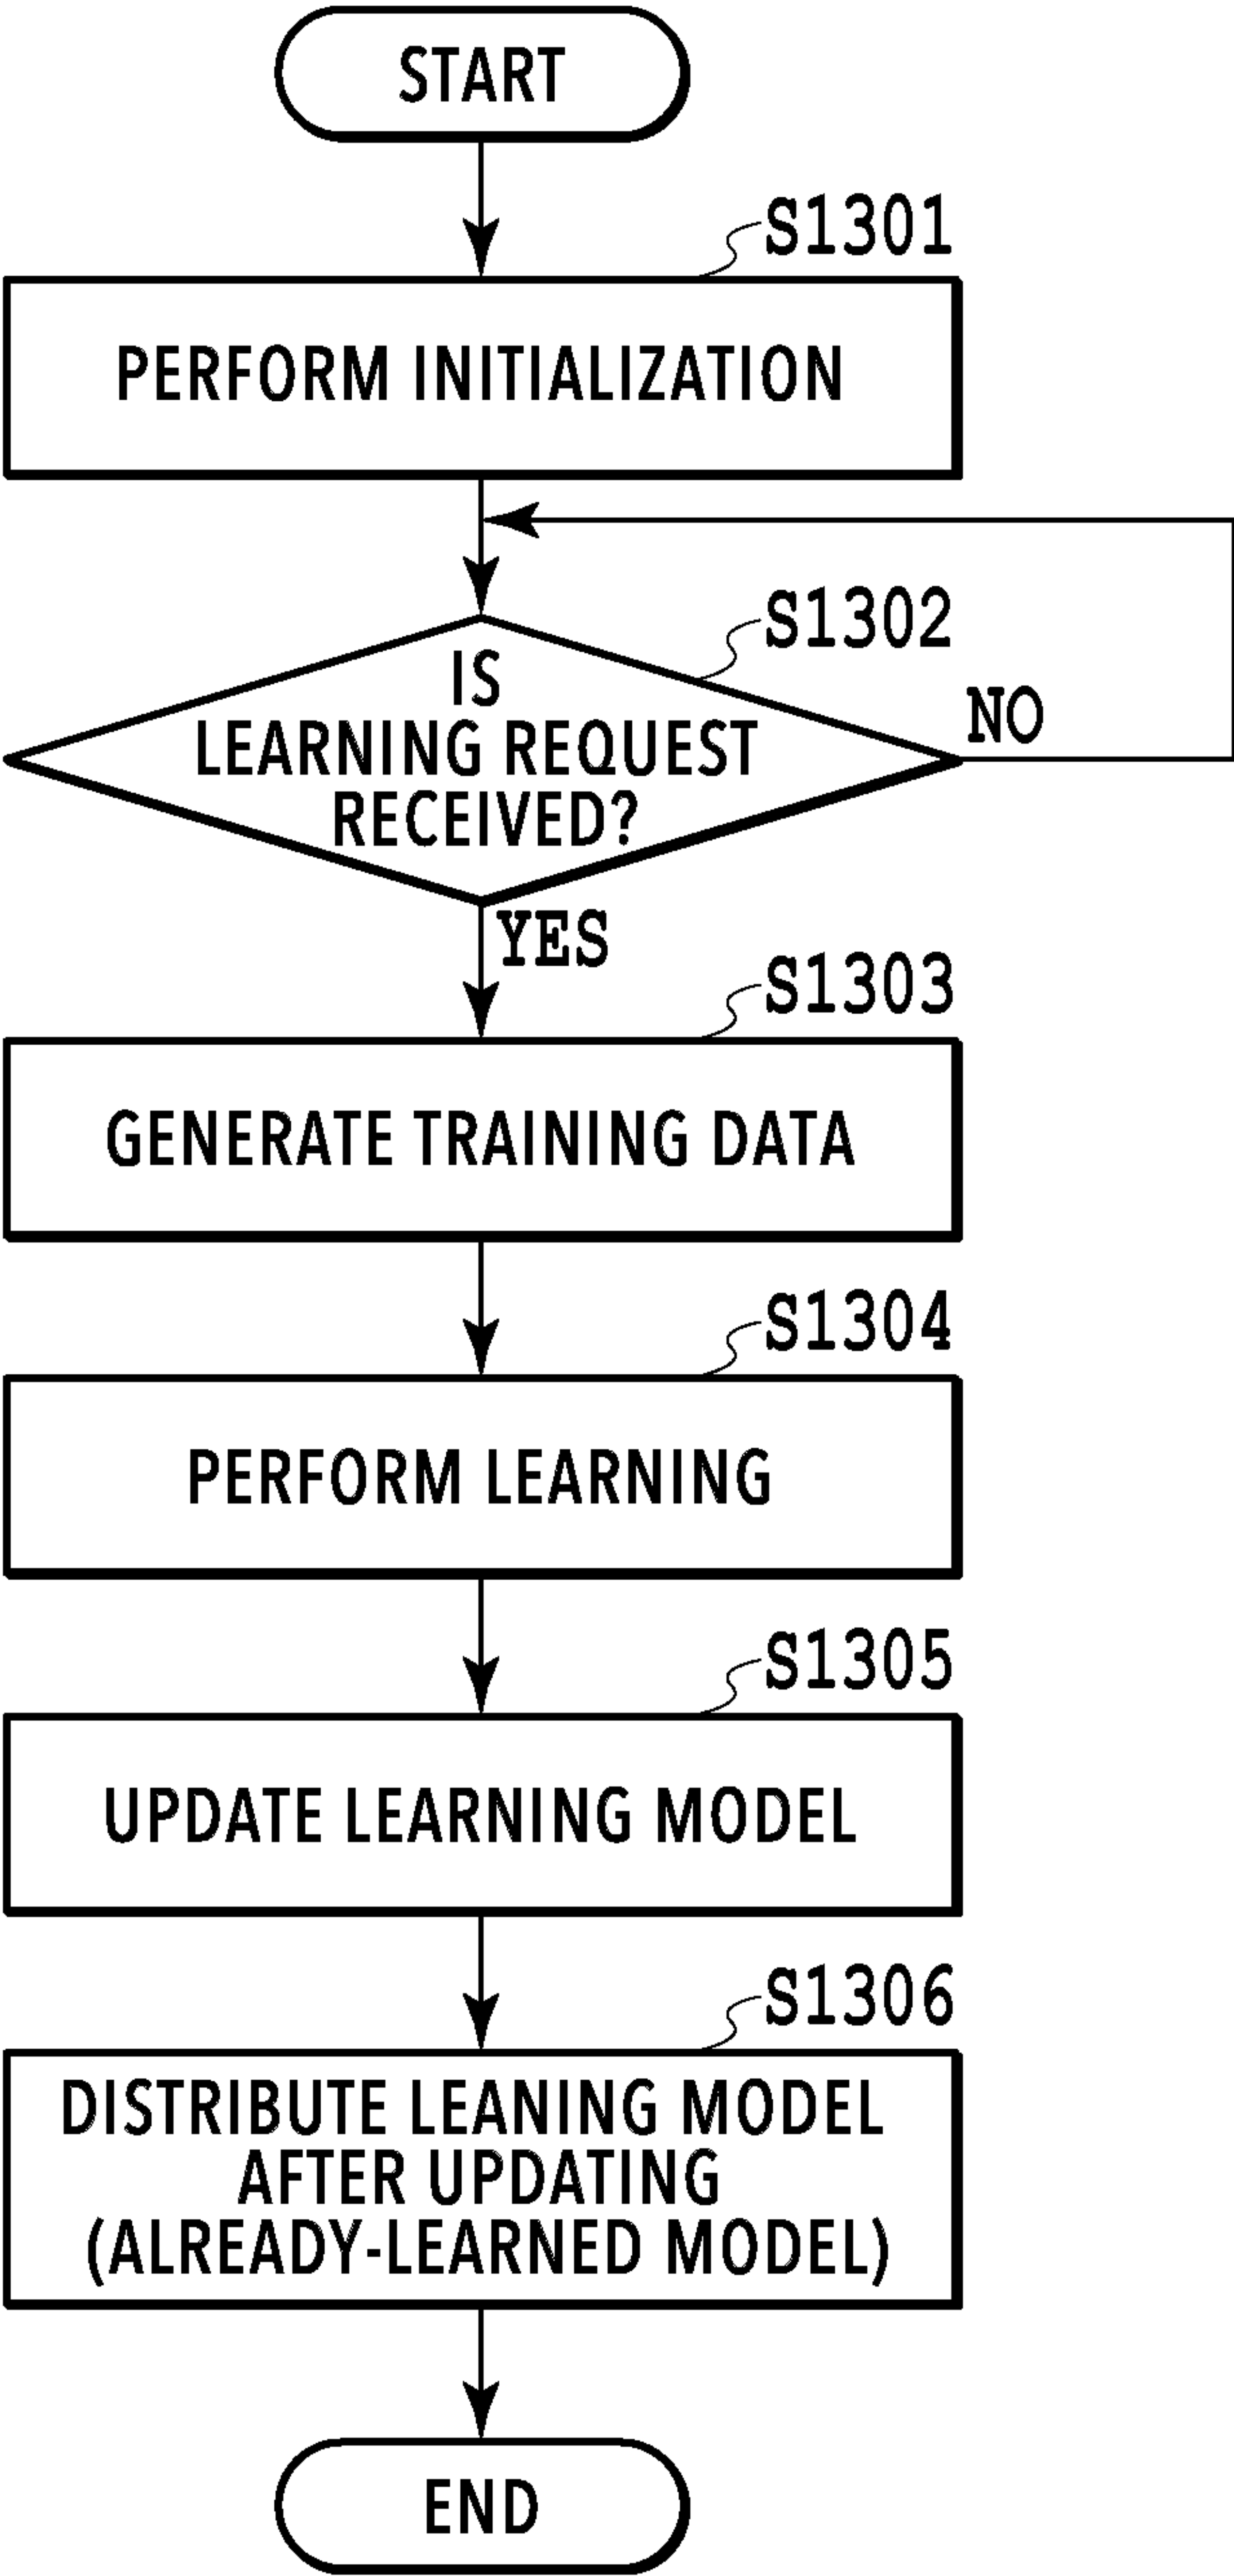 START
S1301
PERFORM INITIALIZATION
S1302
IS
LEARNING REQUEST
RECEIVED?
NO
YES
S1303
GENERATE TRAINING DATA
S1304
PERFORM LEARNING
S1305
UPDATE LEARNING MODEL
S1306
DISTRIBUTE LEANING MODEL
AFTER UPDATING
(ALREADY-LEARNED MODEL)
END